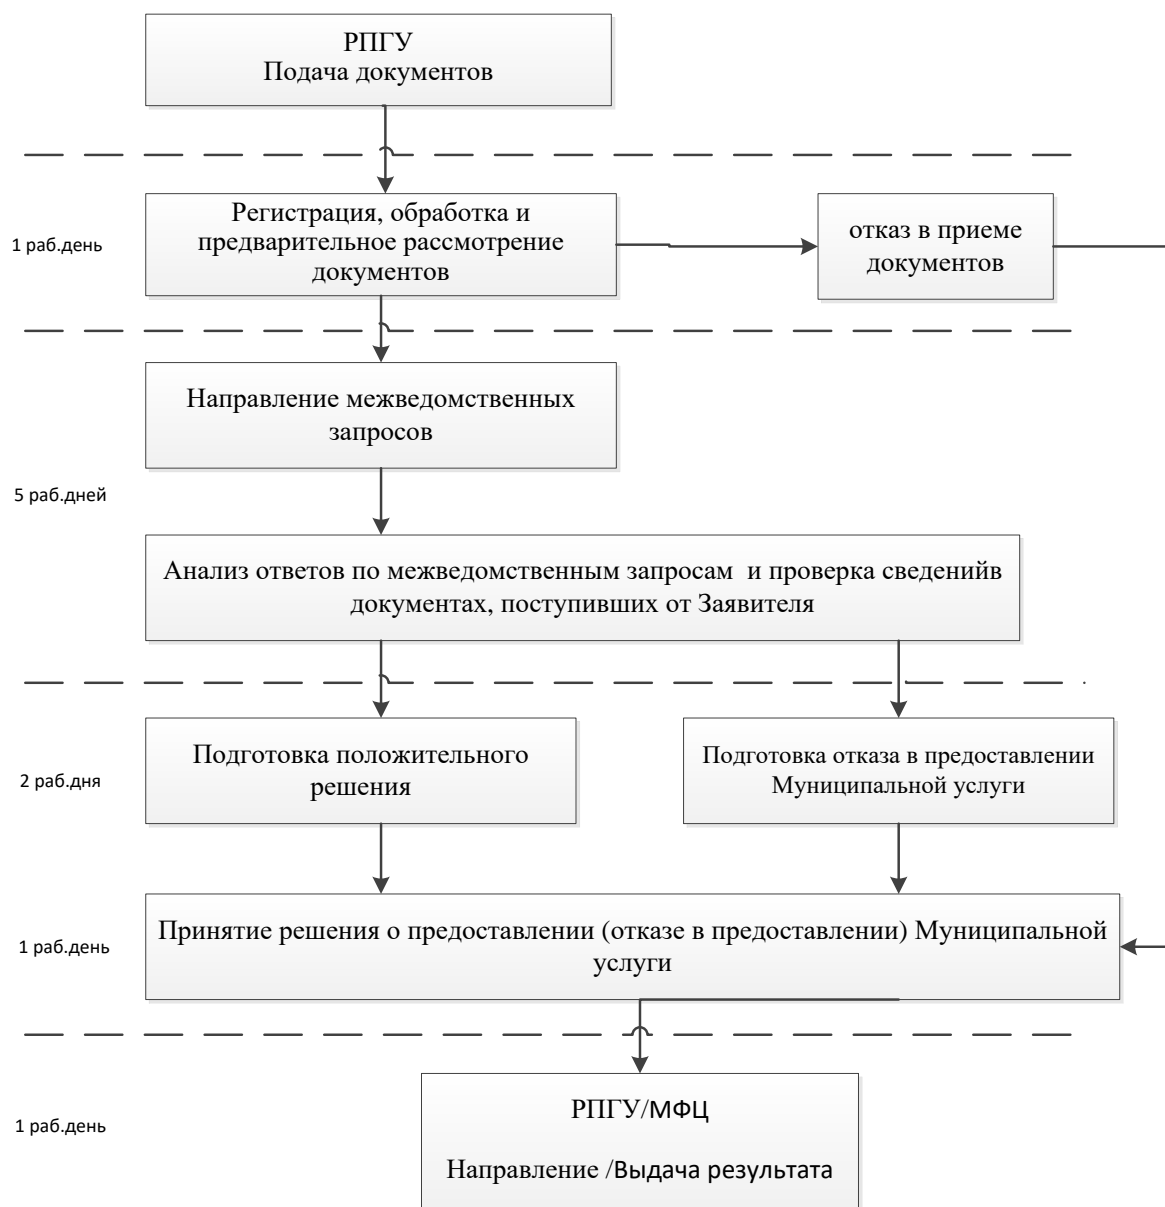 РПГУ
Подача документов
1 раб.день
Регистрация, обработка и
предварительное рассмотрение
документов
отказ в приеме
документов
Направление межведомственных
запросов
5 раб.дней
Анализ ответов по межведомственным запросам и проверка сведенийв
документах, поступивших от Заявителя
2 раб.дня
Подготовка положительного
решения
Подготовка отказа в предоставлении
Муниципальной услуги
1 раб.день
Принятие решения о предоставлении (отказе в предоставлении) Муниципальной
услуги
1 раб.день
РПГУ/МФЦ
Направление /Выдача результата